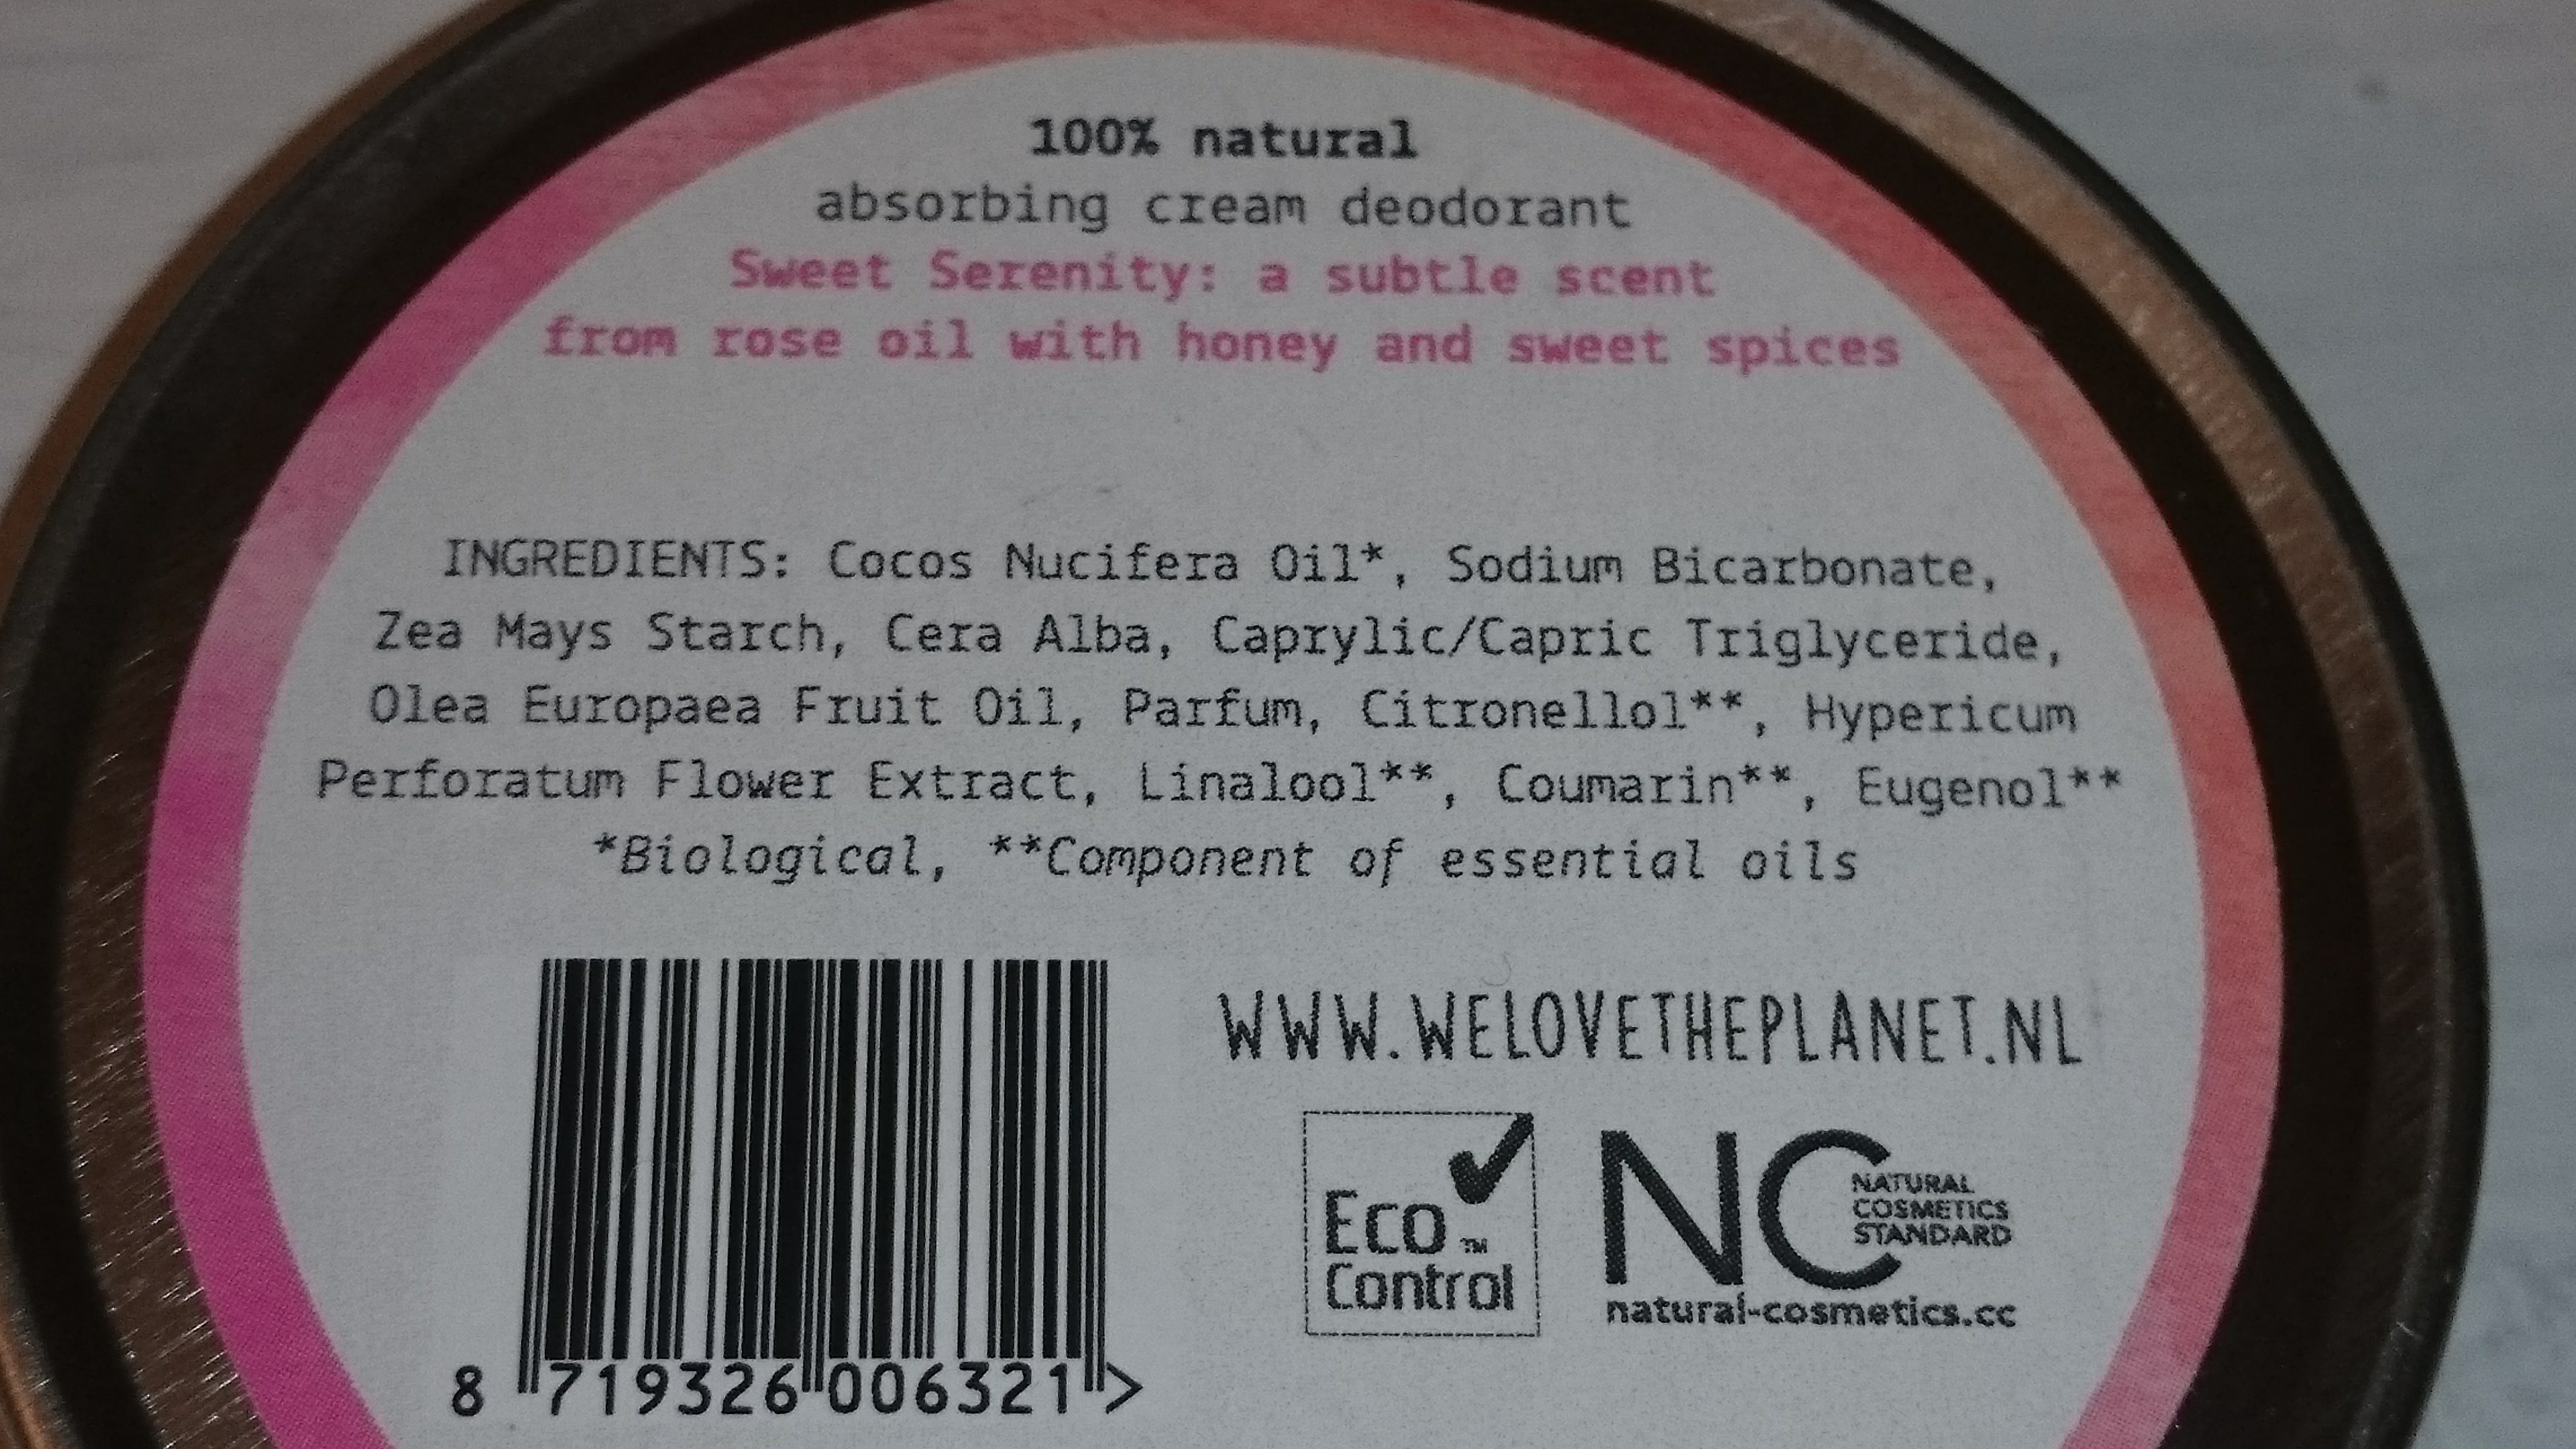 100% natural
absorbing cream deodorant
Sweet Serenity: a subtle scent
from rose oil with honey and sweet spices
INGREDIENTS: Cocos Nucifera Oil*, Sodium Bicarbonate,
Zea Mays Starch, Cera Alba, Caprylic/Capric Triglyceride,
Olea Europaea Fruit Oil, Parfum, Citronellol**, Hypericum
Perforatum Flower Extract, Linalool**, Coumarin**, Eugenol**
*Biological, **Component of essential oils
WWW.WELOVETHEPLANET.NL
Eco™
Control
NC
NATURAL
COSMETICS
STANDARD
natural-cosmetics.cc
8 719326 006321 >